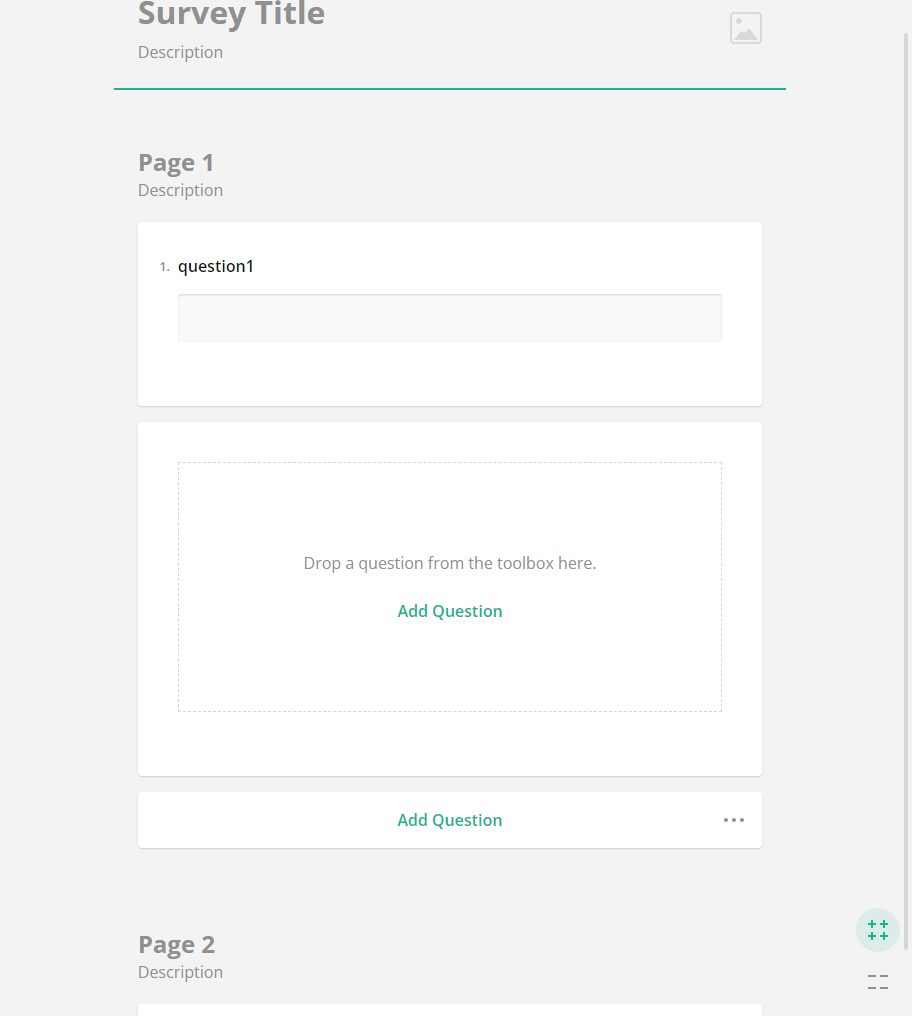 Survey Title
Description
Page 1
Description
1. question1
Drop a question from the toolbox here.
Add Question
Add Question
Page 2
Description